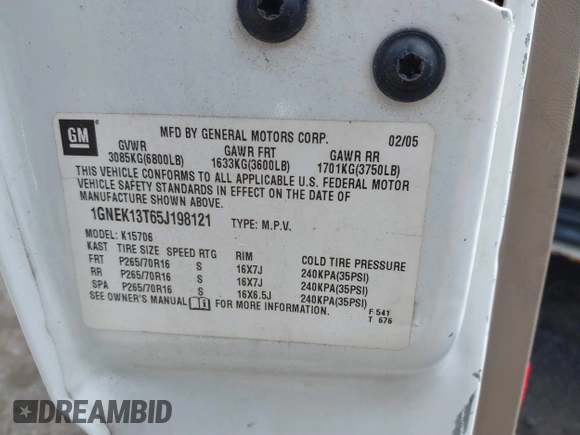 GM
MFD BY GENERAL MOTORS CORP. 02/05
GVWR GAWR FRT GAWR RR
3085KG(6800LB) 1633KG(3600LB) 1701KG(3750LB)
THIS VEHICLE CONFORMS TO ALL APPLICABLE U.S. FEDERAL MOTOR
VEHICLE SAFETY STANDARDS IN EFFECT ON THE DATE OF
MANUFACTURE SHOWN ABOVE.
1GNEK13T65J198121 TYPE: M.P.V.
MODEL: K15706
KAST TIRE SIZE SPEED RTG RIM COLD TIRE PRESSURE
FRT P265/70R16 S 16X7J 240KPA(35PSI)
RR P265/70R16 S 16X7J 240KPA(35PSI)
SPA P265/70R16 S 16X6.5J 240KPA(35PSI)
SEE OWNER'S MANUAL FOR MORE INFORMATION.
F 541
T 676
DREAMBID